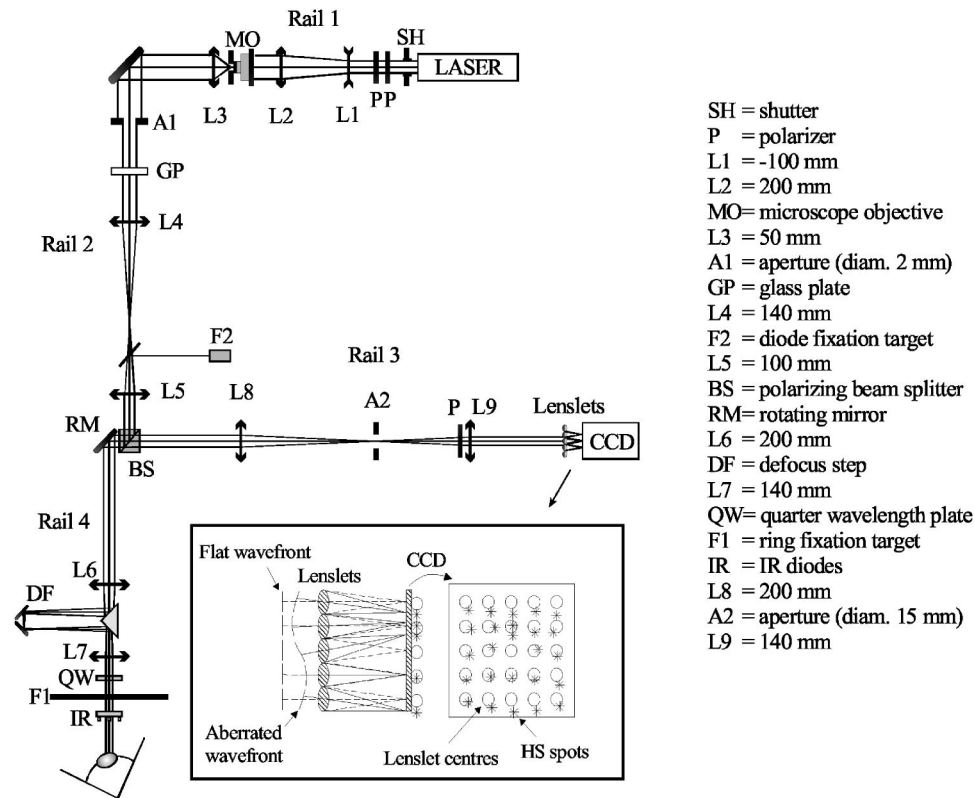 Rail 1
MO
SH
LASER
L3
L2
L1
PP
A1
GP
L4
Rail 2
F2
L5
L8
Rail 3
A2
P
L9
Lenslets
CCD
RM
BS
Rail 4
L6
DF
L7
QW
F1
IR
Flat wavefront
Lenslets
CCD
Aberrated
wavefront
Lenslet centres
HS spots
SH = shutter
P = polarizer
L1 = -100 mm
L2 = 200 mm
MO= microscope objective
L3 = 50 mm
A1 = aperture (diam. 2 mm)
GP = glass plate
L4 = 140 mm
F2 = diode fixation target
L5 = 100 mm
BS = polarizing beam splitter
RM= rotating mirror
L6 = 200 mm
DF = defocus step
L7 = 140 mm
QW= quarter wavelength plate
F1 = ring fixation target
IR = IR diodes
L8 = 200 mm
A2 = aperture (diam. 15 mm)
L9 = 140 mm